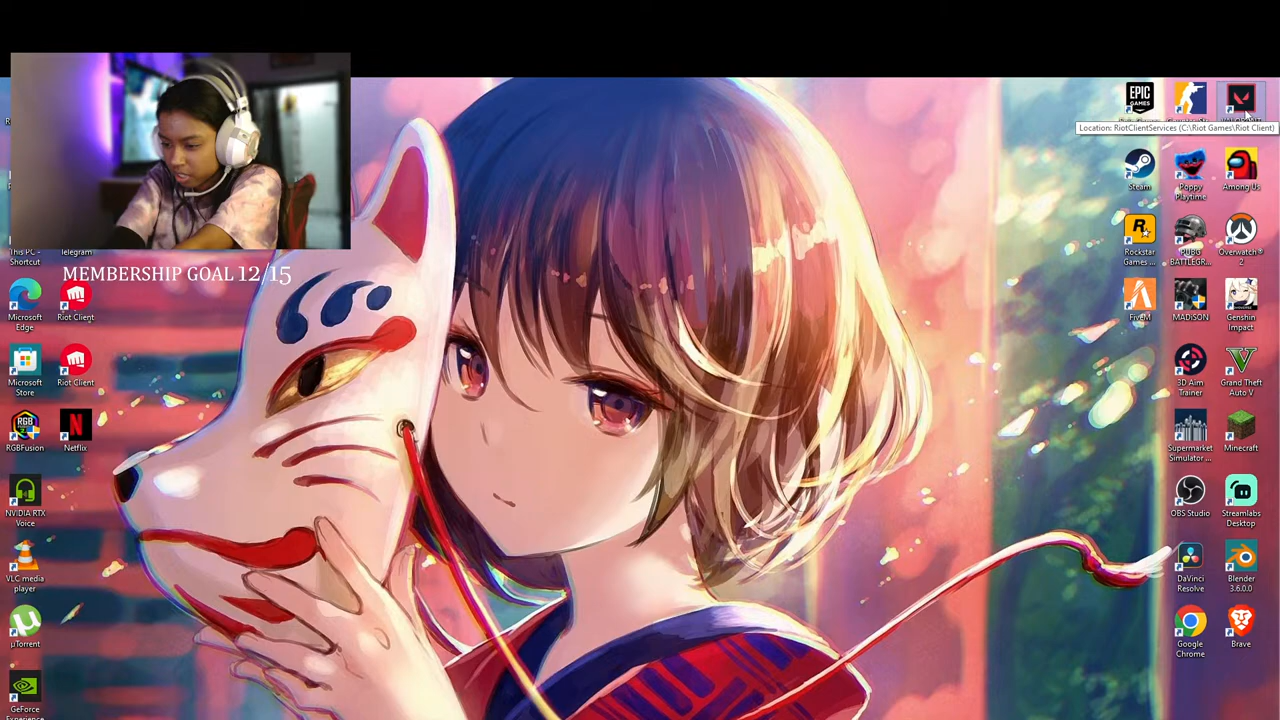 EPIC
GAMES
Location: RiotClientServices (C:\Riot Games\Riot Client)
Steam
Poppy
Playtime
Among Us
This PC -
Shortcut
Telegram
R
Rockstar
Games ...
PUBG
BATTLEGR...
Overwatch®
2
MEMBERSHIP GOAL 12/15
Microsoft
Edge
Riot Client
FiveM
MADiSON
Genshin
Impact
Microsoft
Store
Riot Client
3D Aim
Trainer
V
Grand Theft
Auto V
RGB
RGBFusion
N
Netflix
Supermarket
Simulator ...
Minecraft
NVIDIA RTX
Voice
OBS Studio
Streamlabs
Desktop
VLC media
player
DaVinci
Resolve
Blender
3.6.0.0
µ
µTorrent
Google
Chrome
Brave
GeForce
Experience